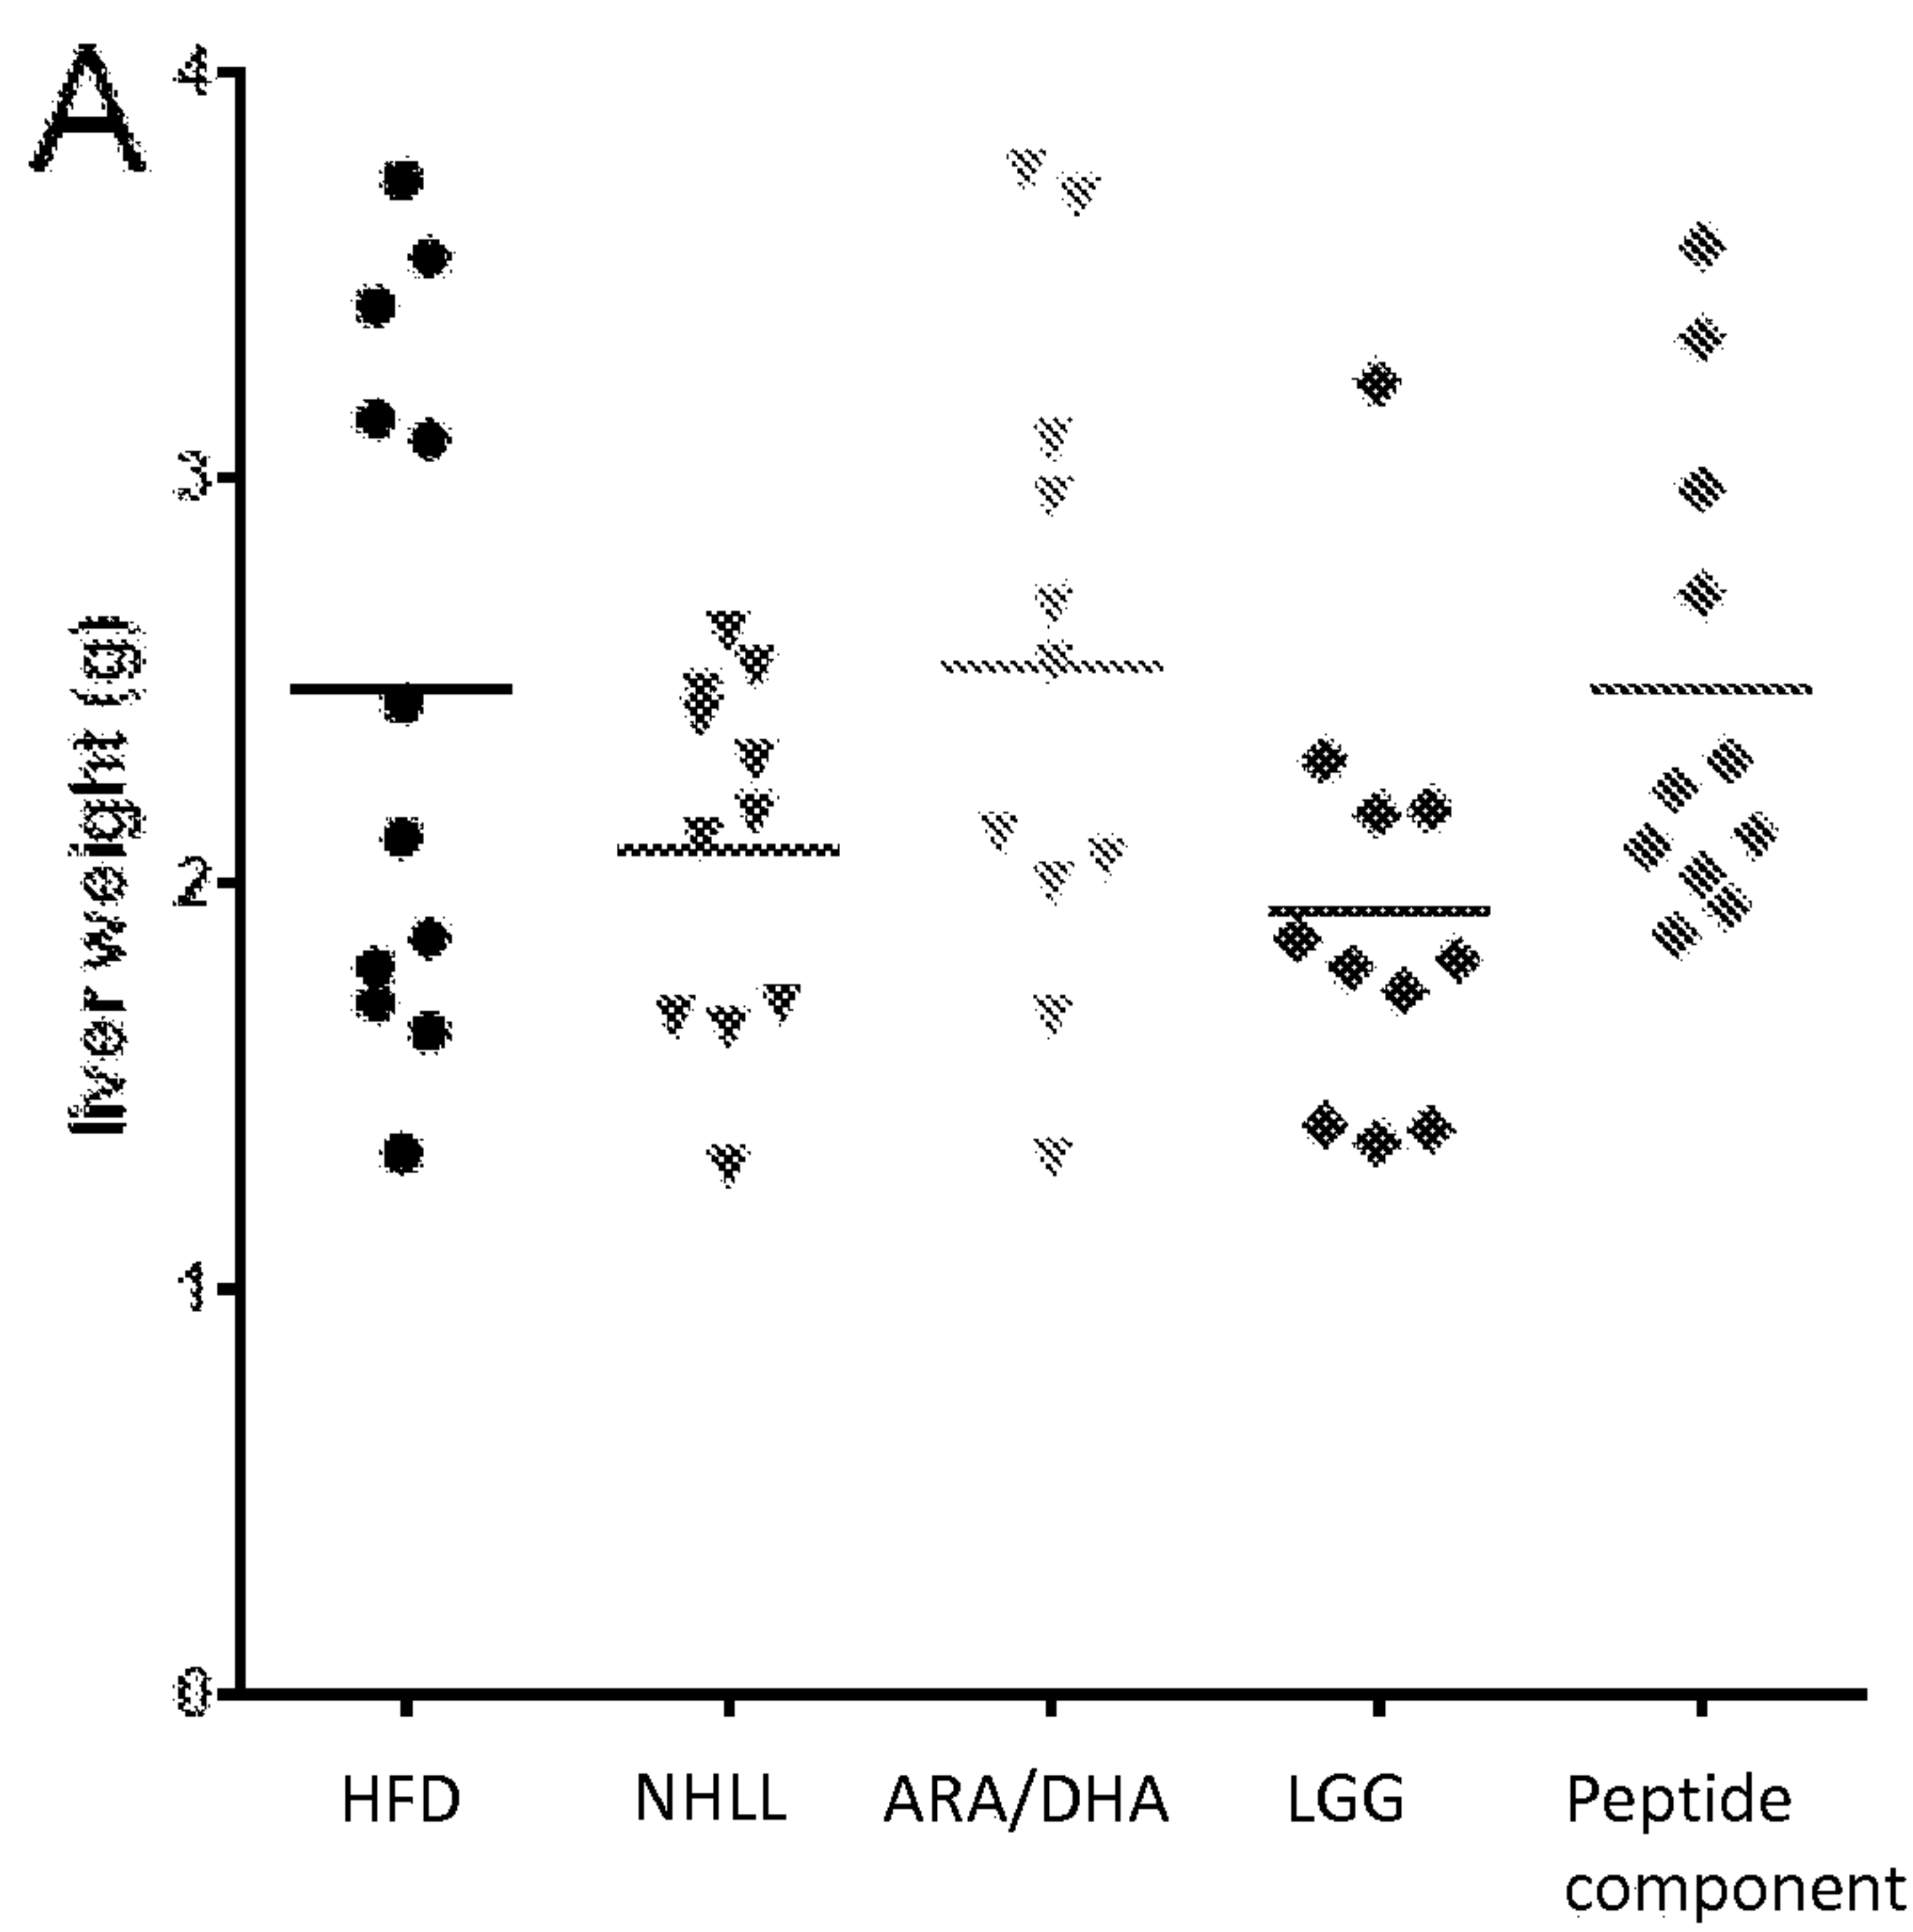 A
4
3
2
1
0
liver weight (g)
HFD
NHLL
ARA/DHA
LGG
Peptide
component